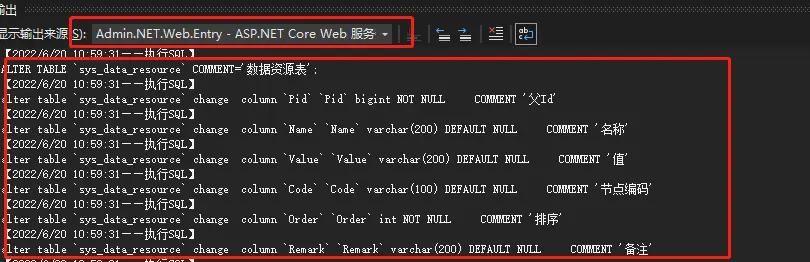 输出
显示输出来源(S): Admin.NET.Web.Entry - ASP.NET Core Web 服务
【2022/6/20 10:59:31——执行SQL】
ALTER TABLE `sys_data_resource` COMMENT='数据资源表';
【2022/6/20 10:59:31——执行SQL】
alter table `sys_data_resource` change column `Pid` `Pid` bigint NOT NULL COMMENT '父Id'
【2022/6/20 10:59:31——执行SQL】
alter table `sys_data_resource` change column `Name` `Name` varchar(200) DEFAULT NULL COMMENT '名称'
【2022/6/20 10:59:31——执行SQL】
alter table `sys_data_resource` change column `Value` `Value` varchar(200) DEFAULT NULL COMMENT '值'
【2022/6/20 10:59:31——执行SQL】
alter table `sys_data_resource` change column `Code` `Code` varchar(100) DEFAULT NULL COMMENT '节点编码'
【2022/6/20 10:59:31——执行SQL】
alter table `sys_data_resource` change column `Order` `Order` int NOT NULL COMMENT '排序'
【2022/6/20 10:59:31——执行SQL】
alter table `sys_data_resource` change column `Remark` `Remark` varchar(200) DEFAULT NULL COMMENT '备注'